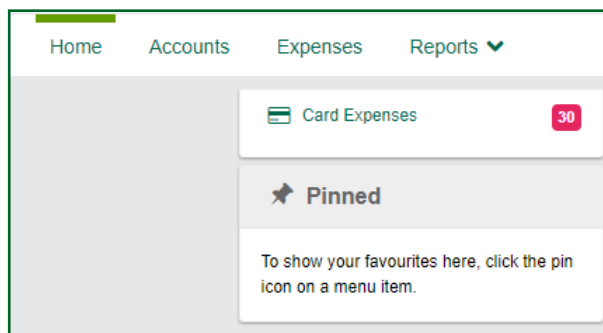 Home Accounts Expenses Reports
Card Expenses 30
Pinned
To show your favourites here, click the pin
icon on a menu item.